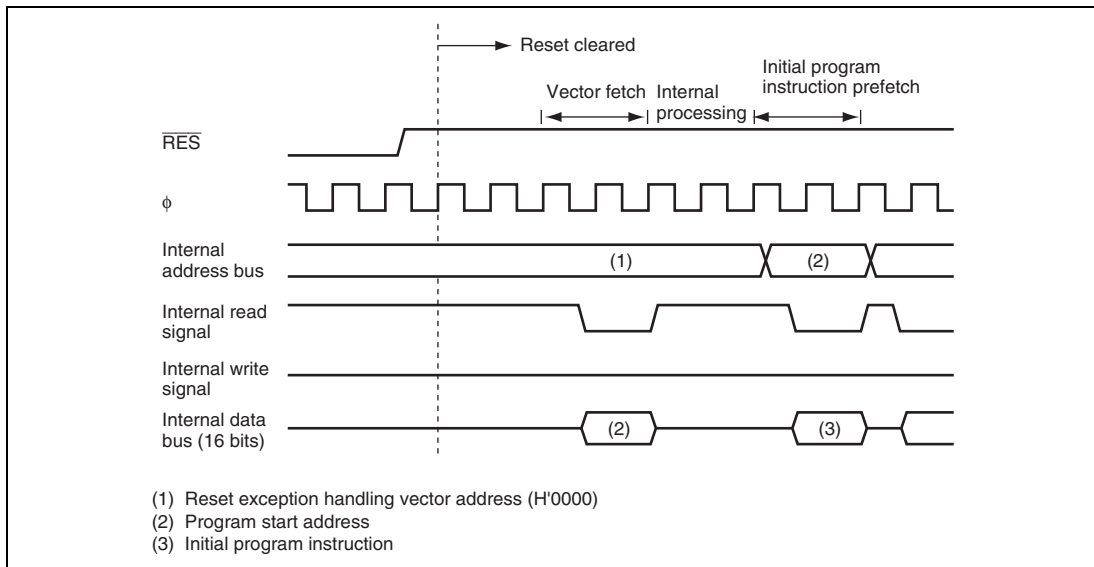 Reset cleared
Vector fetch
Internal
processing
Initial program
instruction prefetch
RES
ϕ
Internal
address bus
(1)
(2)
Internal read
signal
Internal write
signal
Internal data
bus (16 bits)
(2)
(3)
(1) Reset exception handling vector address (H'0000)
(2) Program start address
(3) Initial program instruction